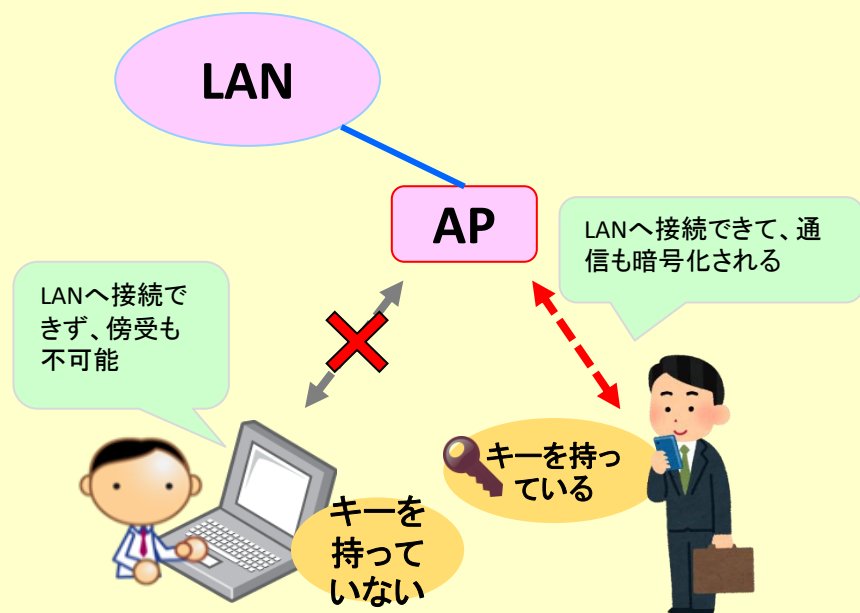 LAN
AP
LANへ接続できて、通
信も暗号化される
LANへ接続で
きず、傍受も
不可能
キーを持っ
ている
キーを
持って
いない